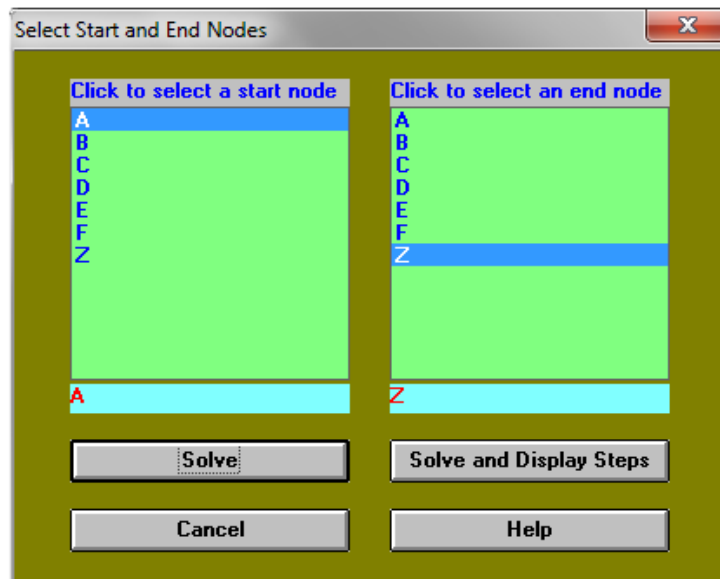 Select Start and End Nodes
Click to select a start node
A
B
C
D
E
F
Z
A
Click to select an end node
A
B
C
D
E
F
Z
Z
Solve
Solve and Display Steps
Cancel
Help